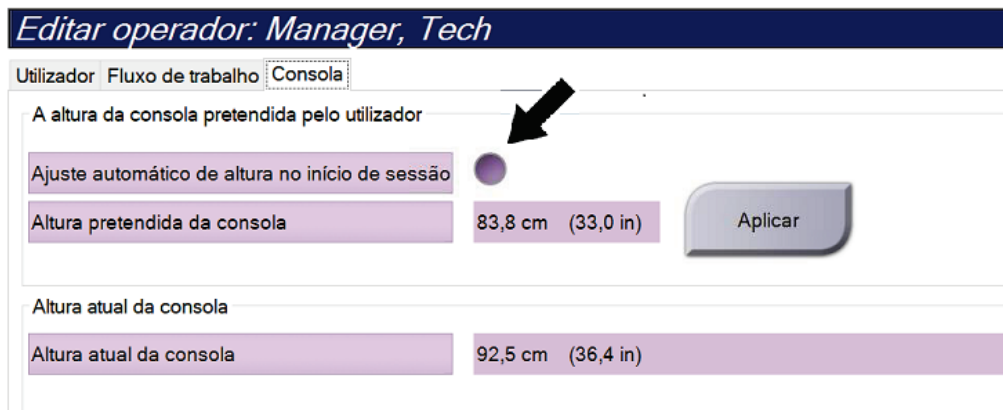 Editar operador: Manager, Tech
Utilizador Fluxo de trabalho Consola
A altura da consola pretendida pelo utilizador
Ajuste automático de altura no início de sessão
Altura pretendida da consola 83,8 cm (33,0 in) Aplicar
Altura atual da consola
Altura atual da consola 92,5 cm (36,4 in)